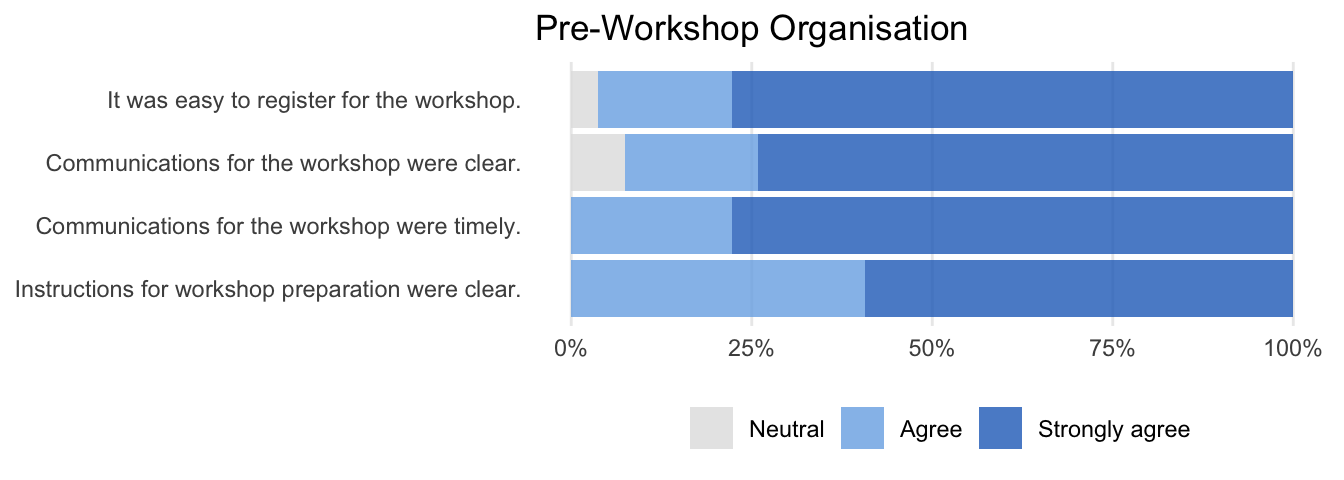 Pre-Workshop Organisation
It was easy to register for the workshop.
Communications for the workshop were clear.
Communications for the workshop were timely.
Instructions for workshop preparation were clear.
0% 25% 50% 75% 100%
Neutral Agree Strongly agree